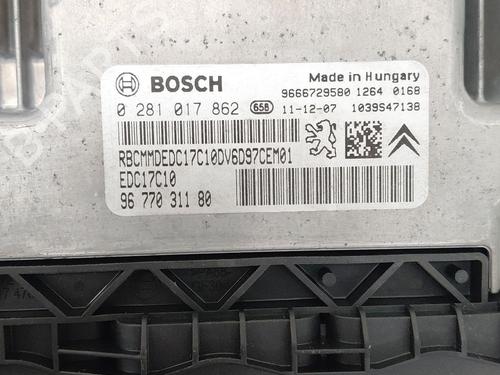 BOSCH
Made in Hungary
9666729580 1264 0168
0 281 017 862 658 11-12-07 1039S47138
RBCMMDEDC17C10DV6D97CEM01
EDC17C10
96 770 311 80